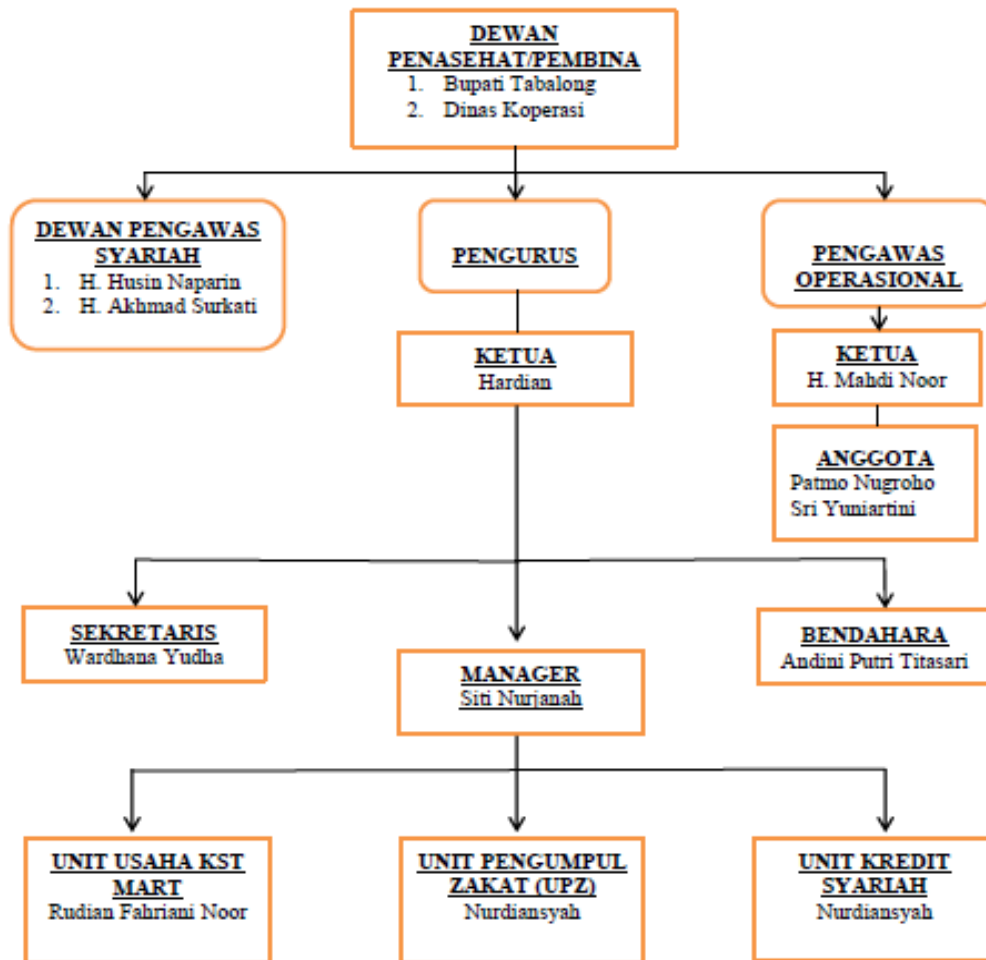 DEWAN
PENASEHAT/PEMBINA
1. Bupati Tabalong
2. Dinas Koperasi
DEWAN PENGAWAS
SYARIAH
1. H. Husin Naparin
2. H. Akhmad Surkati
PENGURUS
PENGAWAS
OPERASIONAL
KETUA
Hardian
KETUA
H. Mahdi Noor
ANGGOTA
Patmo Nugroho
Sri Yuniartini
SEKRETARIS
Wardhana Yudha
MANAGER
Siti Nurjanah
BENDAHARA
Andini Putri Titasari
UNIT USAHA KST
MART
Rudian Fahriani Noor
UNIT PENGUMPUL
ZAKAT (UPZ)
Nurdiansyah
UNIT KREDIT
SYARIAH
Nurdiansyah